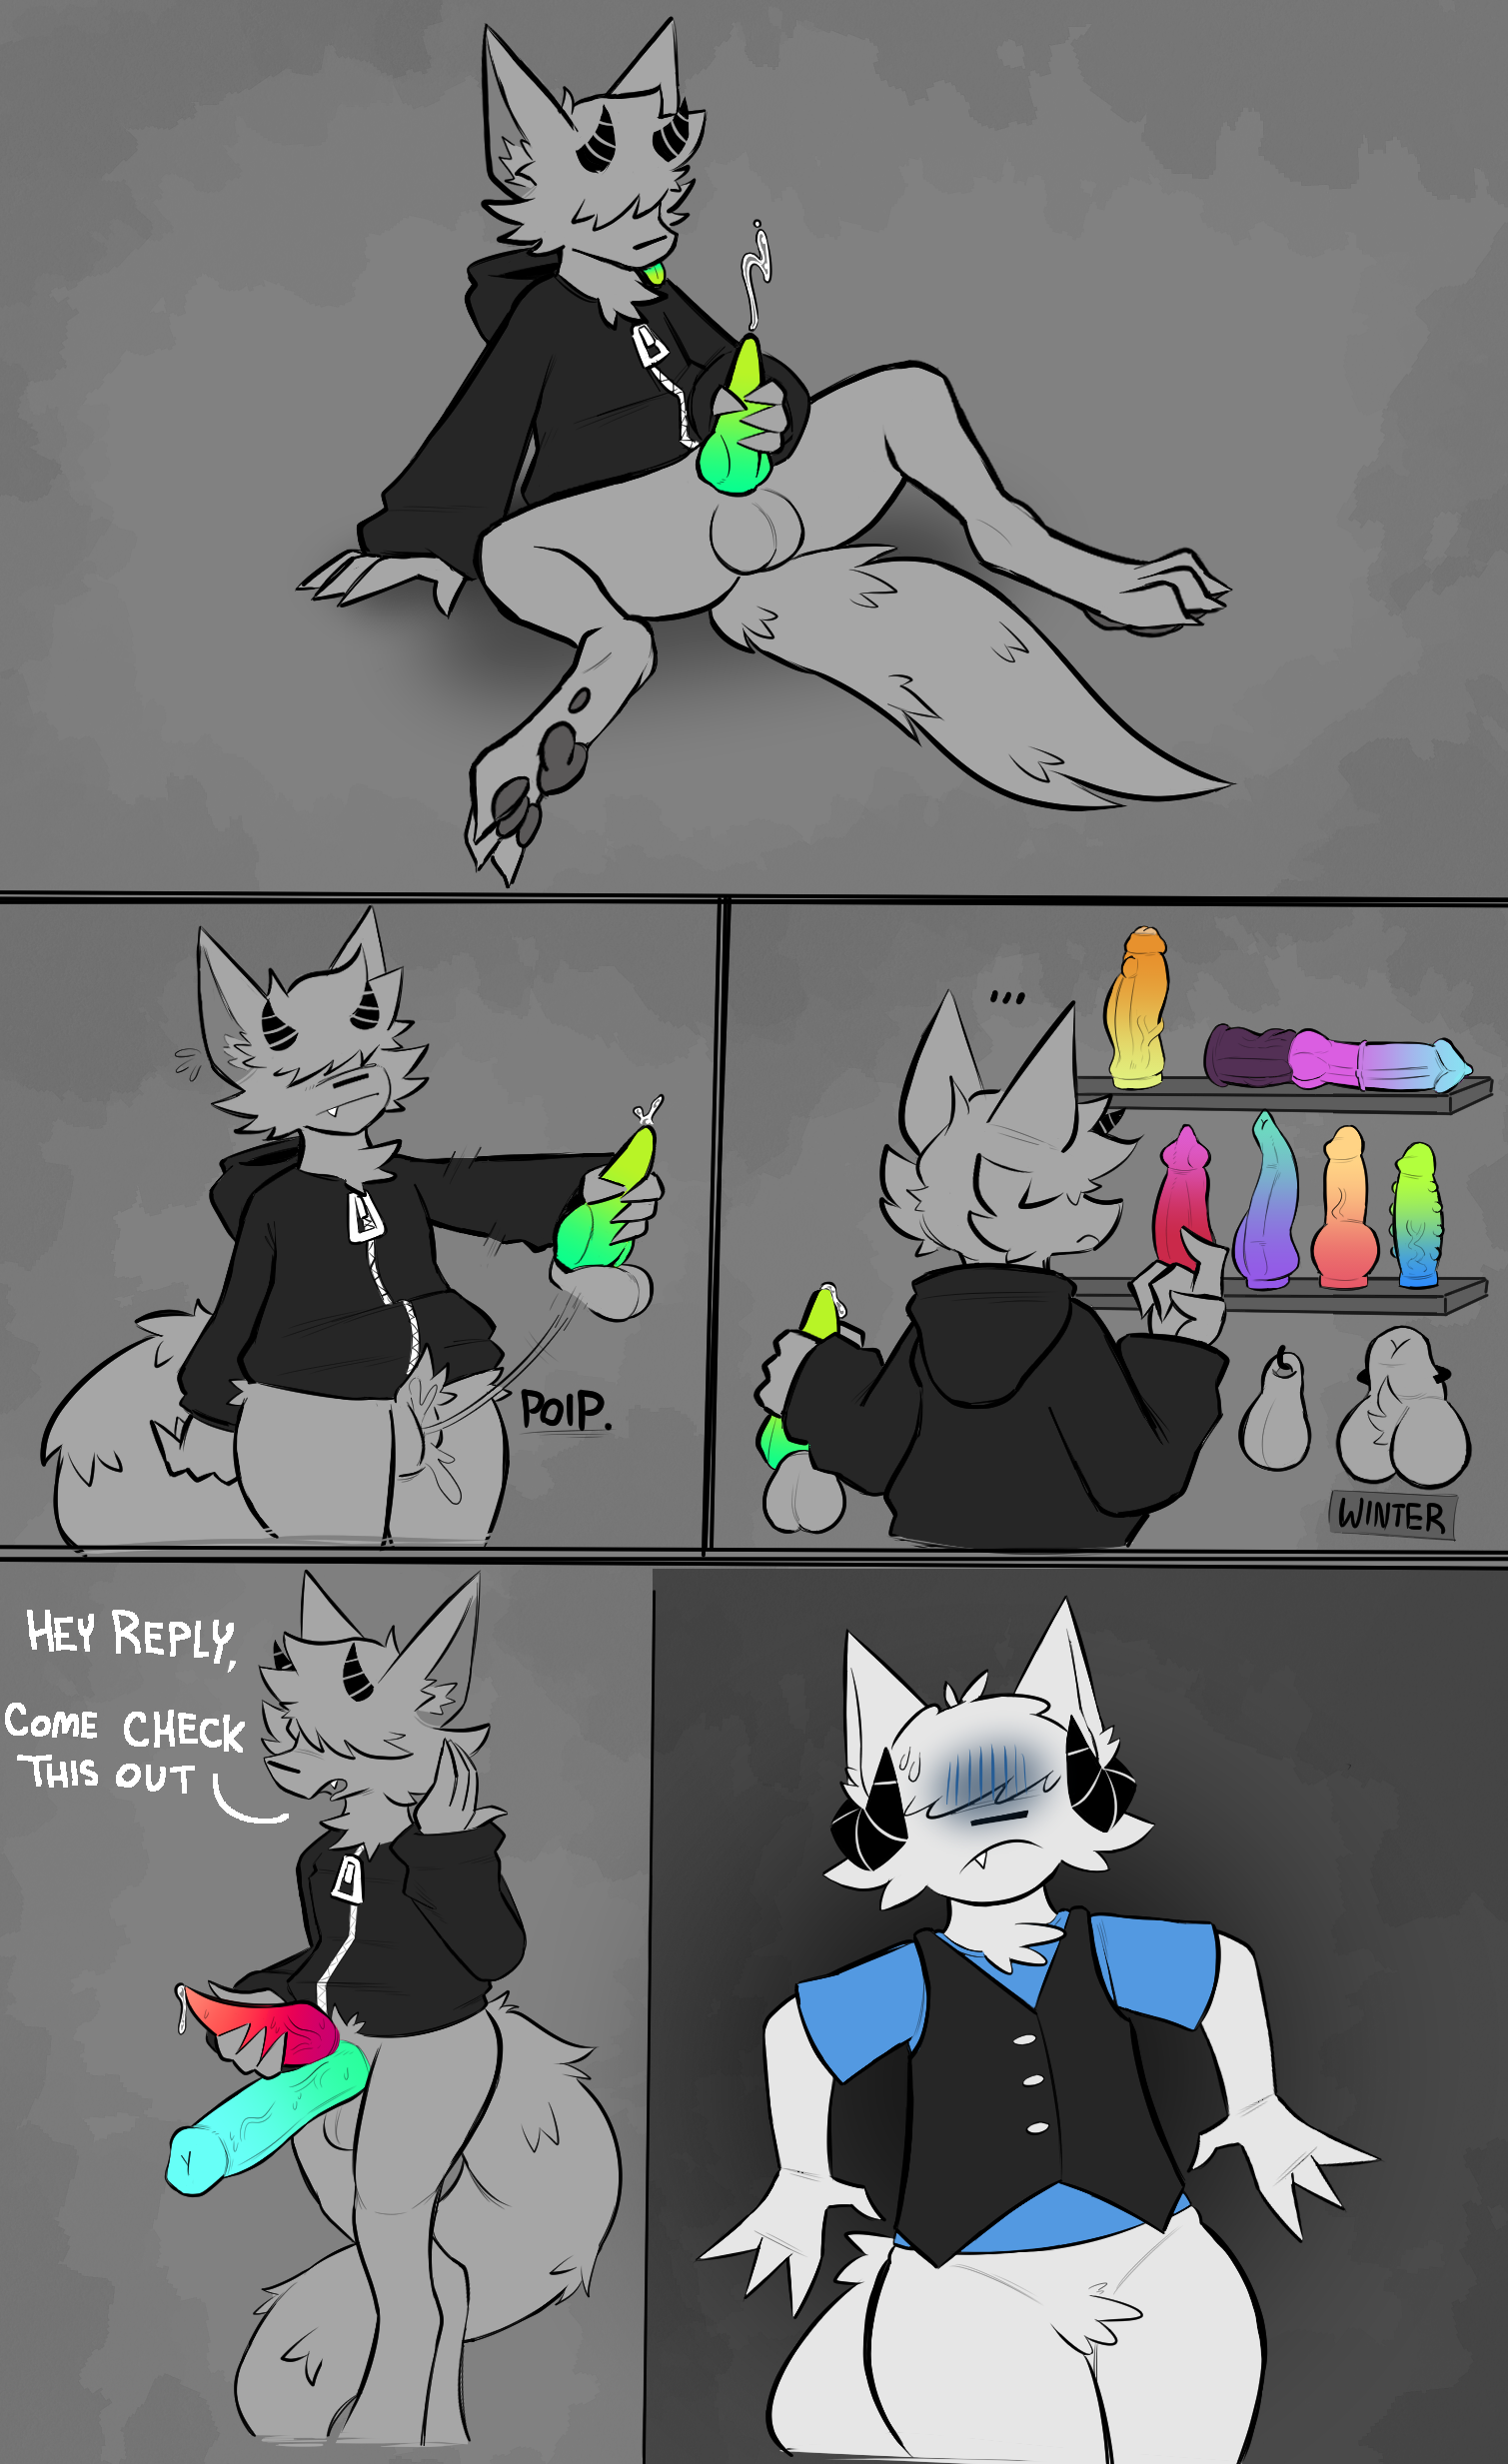 POIP.
...
WINTER
HEY REPLY,
COME CHECK
THIS OUT